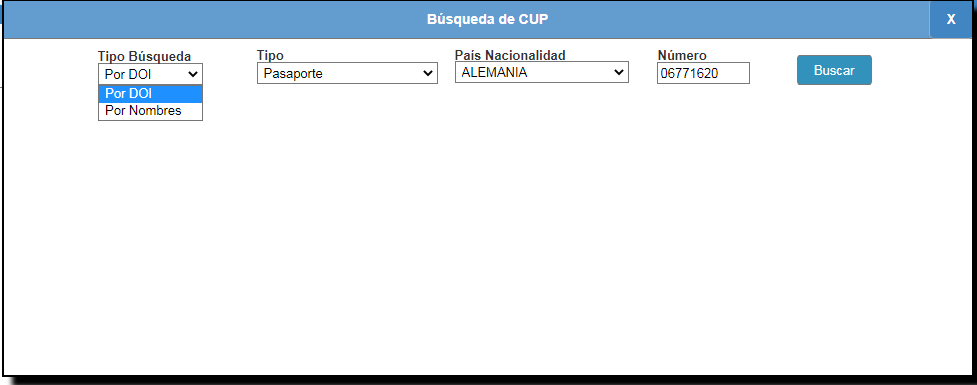 Búsqueda de CUP
X
Tipo Búsqueda Tipo País Nacionalidad Número
Por DOI Pasaporte ALEMANIA 06771620 Buscar
Por DOI
Por Nombres